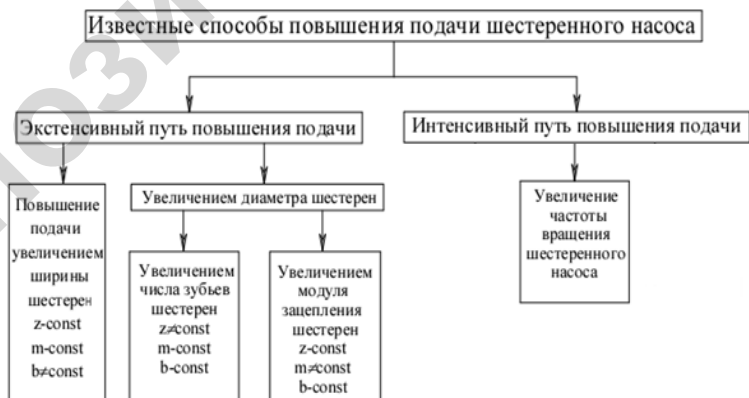 Известные способы повышения подачи шестеренного насоса
Экстенсивный путь повышения подачи
Интенсивный путь повышения подачи
Повышение
подачи
увеличением
ширины
шестерен
z-const
m-const
b≠const
Увеличением диаметра шестерен
Увеличением
числа зубьев
шестерен
z≠const
m-const
b-const
Увеличением
модуля
зацепления
шестерен
z-const
m≠const
b-const
Увеличение
частоты
вращения
шестеренного
насоса